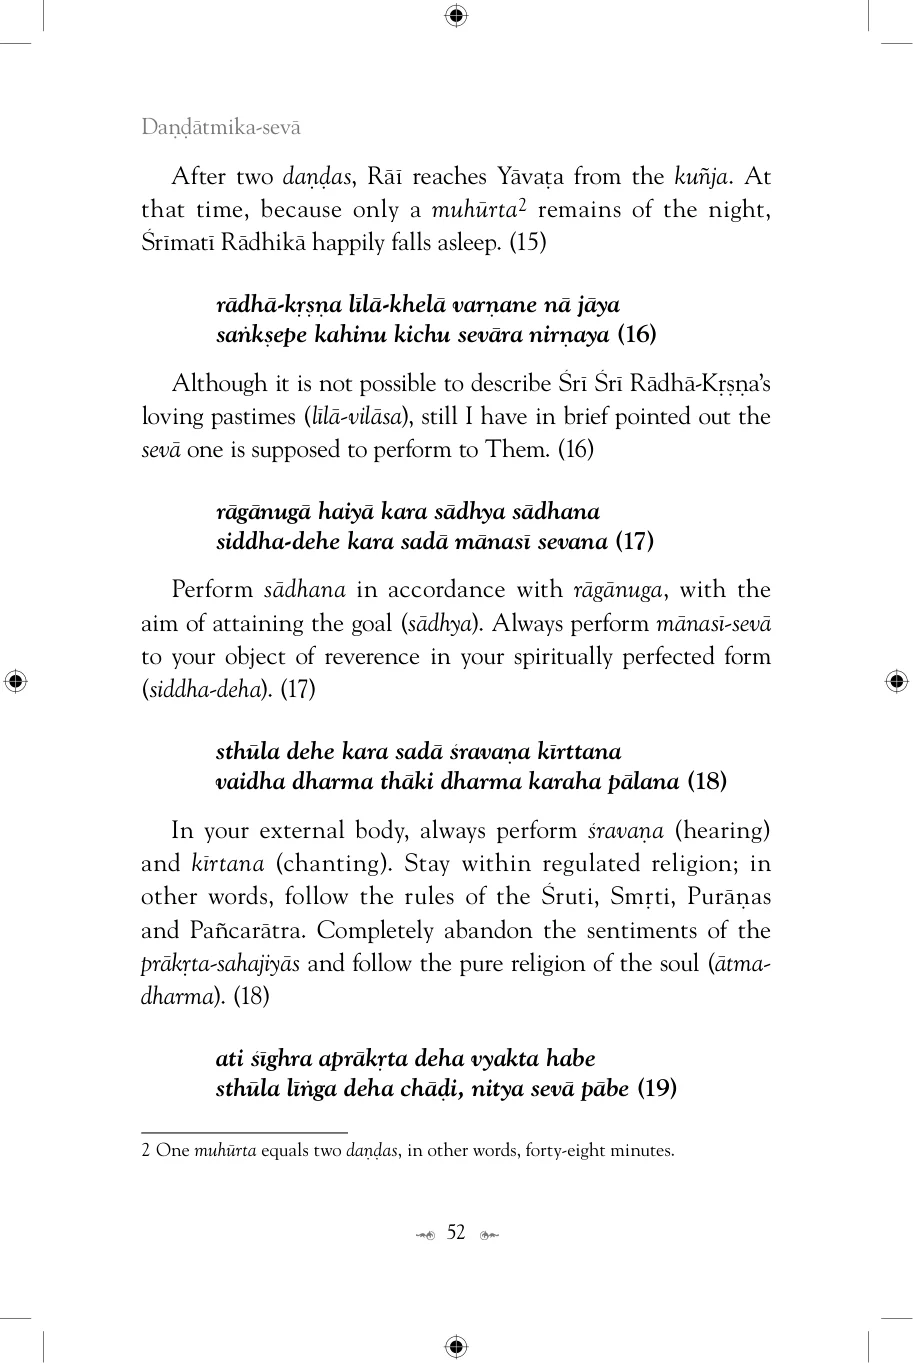 Daṇḍātmika-sevā
After two daṇḍas, Rāī reaches Yāvaṭa from the kuñja. At
that time, because only a muhūrta2 remains of the night,
Śrīmatī Rādhikā happily falls asleep. (15)
rādhā-kṛṣṇa līlā-khelā varṇane nā jāya
saṅkṣepe kahinu kichu sevāra nirṇaya (16)
Although it is not possible to describe Śrī Śrī Rādhā-Kṛṣṇa’s
loving pastimes (līlā-vilāsa), still I have in brief pointed out the
sevā one is supposed to perform to Them. (16)
rāgānugā haiyā kara sādhya sādhana
siddha-dehe kara sadā mānasī sevana (17)
Perform sādhana in accordance with rāgānuga, with the
aim of attaining the goal (sādhya). Always perform mānasī-sevā
to your object of reverence in your spiritually perfected form
(siddha-deha). (17)
sthūla dehe kara sadā śravaṇa kīrttana
vaidha dharma thāki dharma karaha pālana (18)
In your external body, always perform śravaṇa (hearing)
and kīrtana (chanting). Stay within regulated religion; in
other words, follow the rules of the Śruti, Smṛti, Purāṇas
and Pañcarātra. Completely abandon the sentiments of the
prākṛta-sahajiyās and follow the pure religion of the soul (ātma-
dharma). (18)
ati śīghra aprākṛta deha vyakta habe
sthūla līṅga deha chāḍi, nitya sevā pābe (19)
2 One muhūrta equals two daṇḍas, in other words, forty-eight minutes.
52